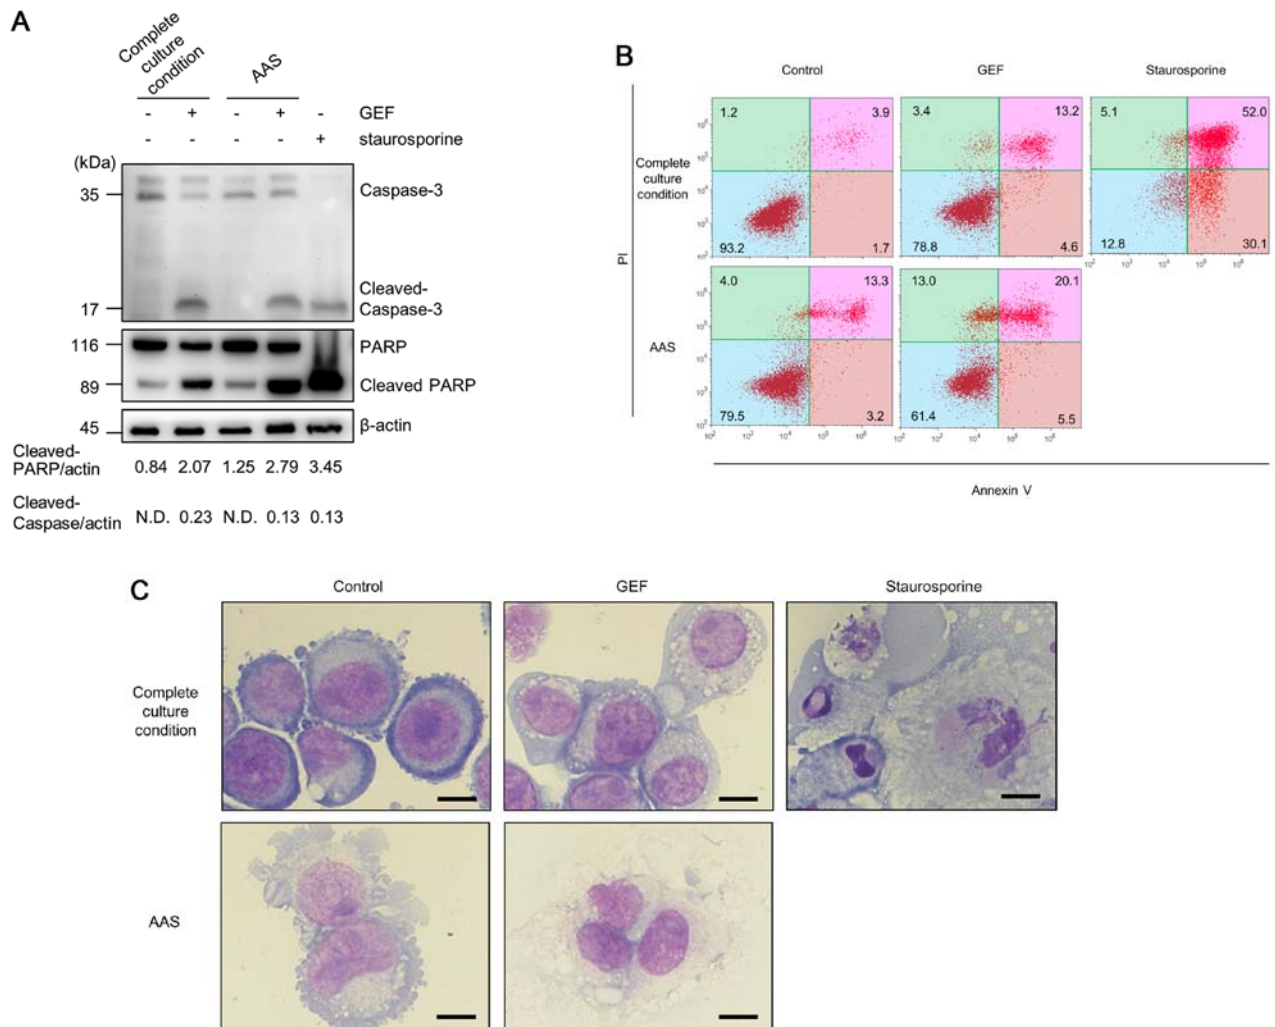 A
Complete
culture
condition
AAS
- + - + - GEF
- - - - + staurosporine
(kDa)
35
Caspase-3
17
Cleaved-
Caspase-3
116
PARP
89
Cleaved PARP
45
β-actin
Cleaved-
PARP/actin
0.84 2.07 1.25 2.79 3.45
Cleaved-
Caspase/actin
N.D. 0.23 N.D. 0.13 0.13
B
Control GEF Staurosporine
Complete
culture
condition
1.2 3.9
93.2 1.7
3.4 13.2
78.8 4.6
5.1 52.0
12.8 30.1
PI
AAS
4.0 13.3
79.5 3.2
13.0 20.1
61.4 5.5
Annexin V
C
Control GEF Staurosporine
Complete
culture
condition
AAS